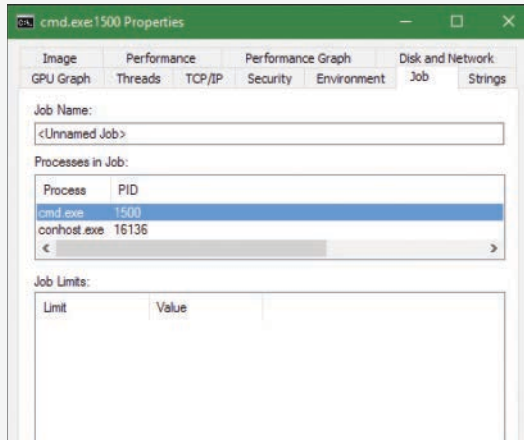 cmd.exe:1500 Properties
Image Performance Performance Graph Disk and Network
GPU Graph Threads TCP/IP Security Environment Job Strings
Job Name:
<Unnamed Job>
Processes in Job:
Process PID
cmd.exe 1500
conhost.exe 16136
Job Limits:
Limit Value